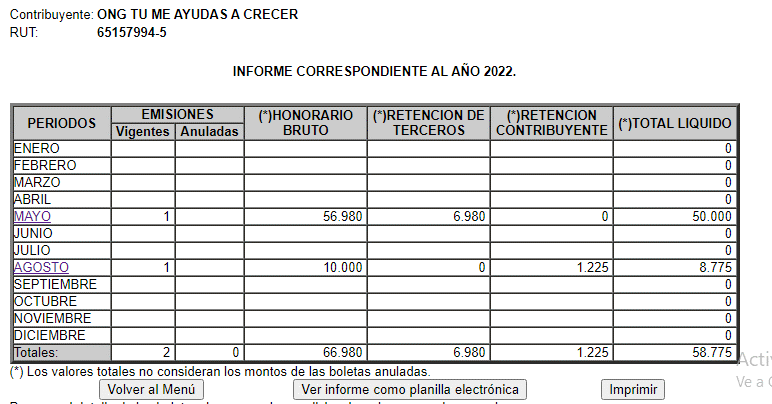 Contribuyente: ONG TU ME AYUDAS A CRECER
RUT: 65157994-5
INFORME CORRESPONDIENTE AL AÑO 2022.
PERIODOS EMISIONES (*)HONORARIO BRUTO (*)RETENCION DE TERCEROS (*)RETENCION CONTRIBUYENTE (*)TOTAL LIQUIDO
Vigentes Anuladas
ENERO 0
FEBRERO 0
MARZO 0
ABRIL 0
MAYO 1 56.980 6.980 0 50.000
JUNIO 0
JULIO 0
AGOSTO 1 10.000 0 1.225 8.775
SEPTIEMBRE 0
OCTUBRE 0
NOVIEMBRE 0
DICIEMBRE 0
Totales: 2 0 66.980 6.980 1.225 58.775
(*) Los valores totales no consideran los montos de las boletas anuladas.
Volver al Menú Ver informe como planilla electrónica Imprimir
Ve a